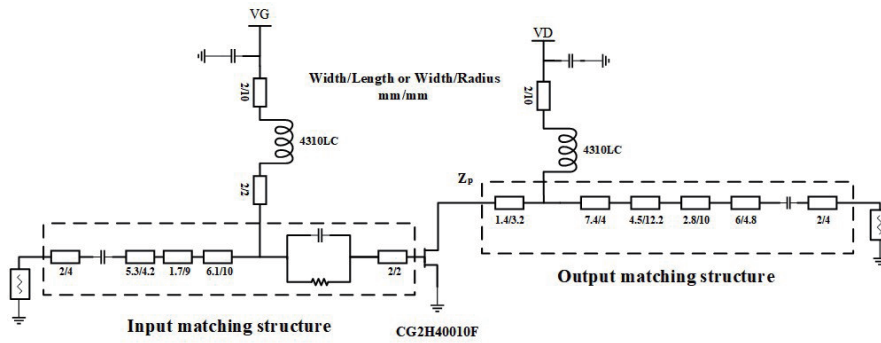 VG
VD
Width/Length or Width/Radius
mm/mm
2/10
2/10
4310LC
4310LC
2/2
Zp
1.4/3.2
7.4/4
4.5/12.2
2.8/10
6/4.8
2/4
2/4
5.3/4.2
1.7/9
6.1/10
2/2
Output matching structure
Input matching structure
CG2H40010F